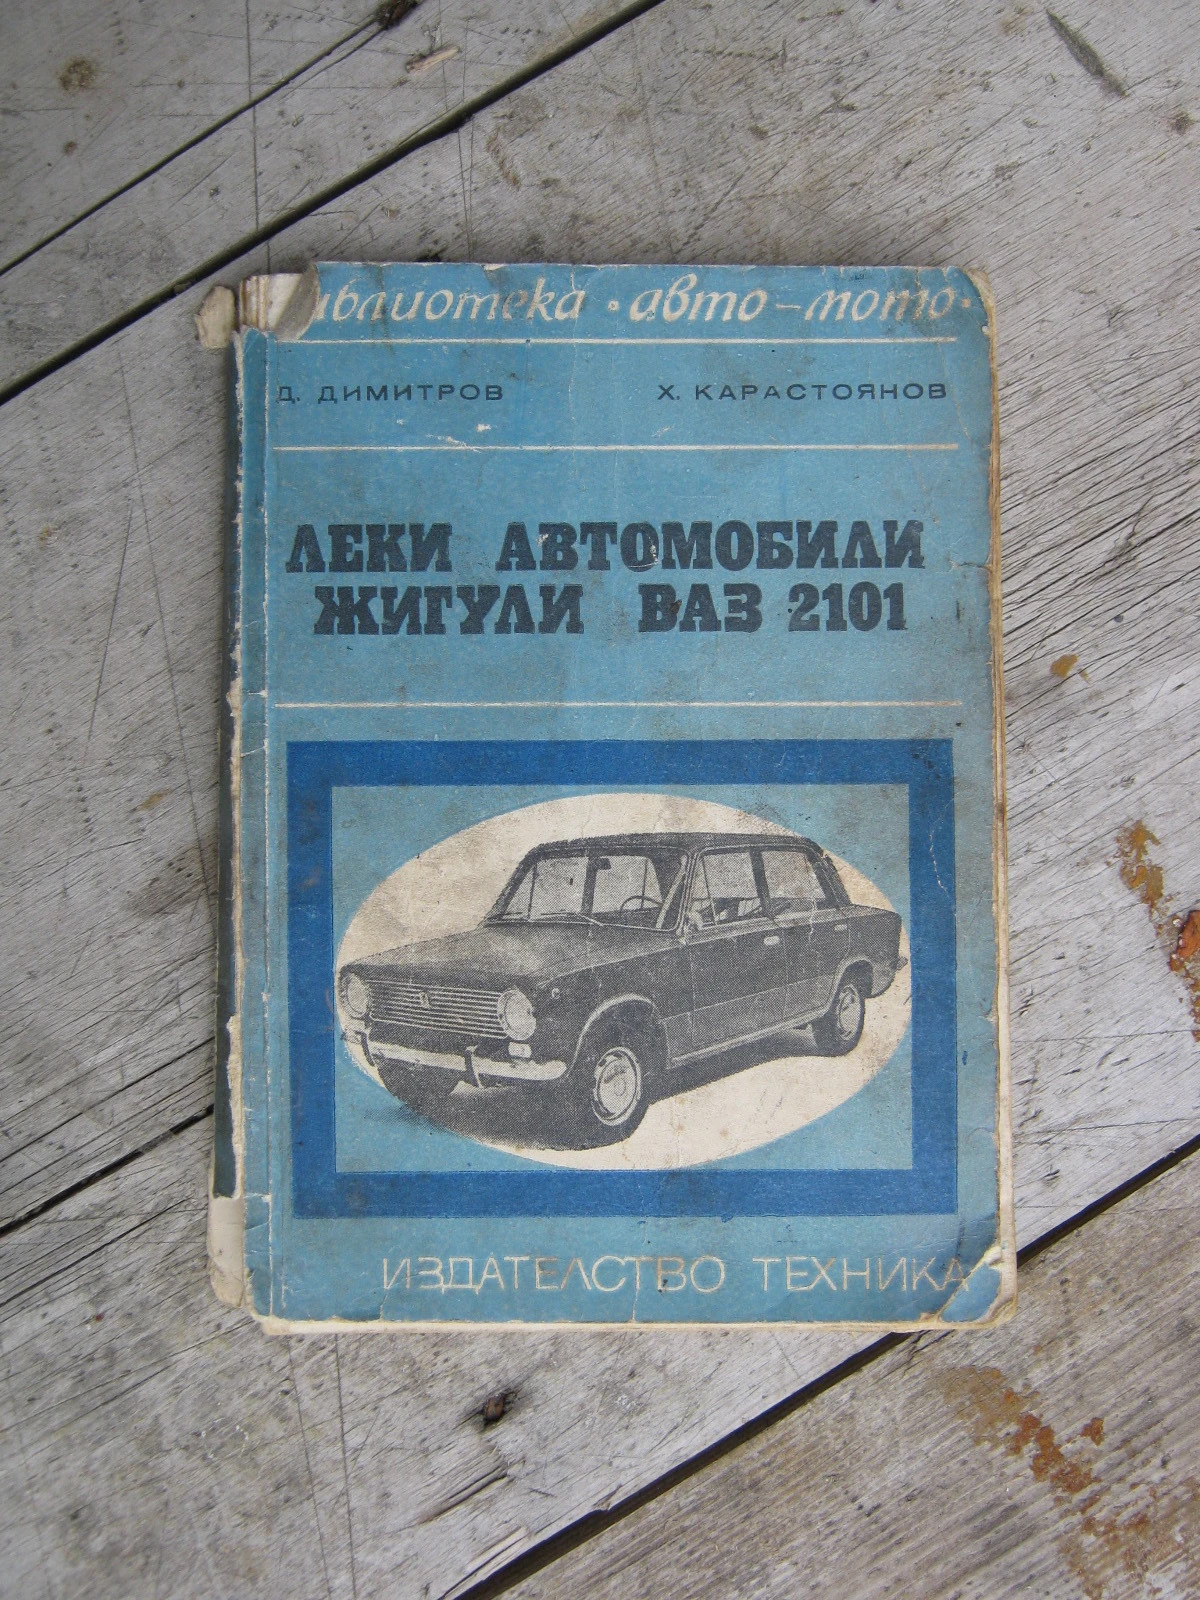 библиотека • авто-мото •
Д. ДИМИТРОВ Х. КАРАСТОЯНОВ
ЛЕКИ АВТОМОБИЛИ
ЖИГУЛИ ВАЗ 2101
ИЗДАТЕЛСТВО ТЕХНИКА